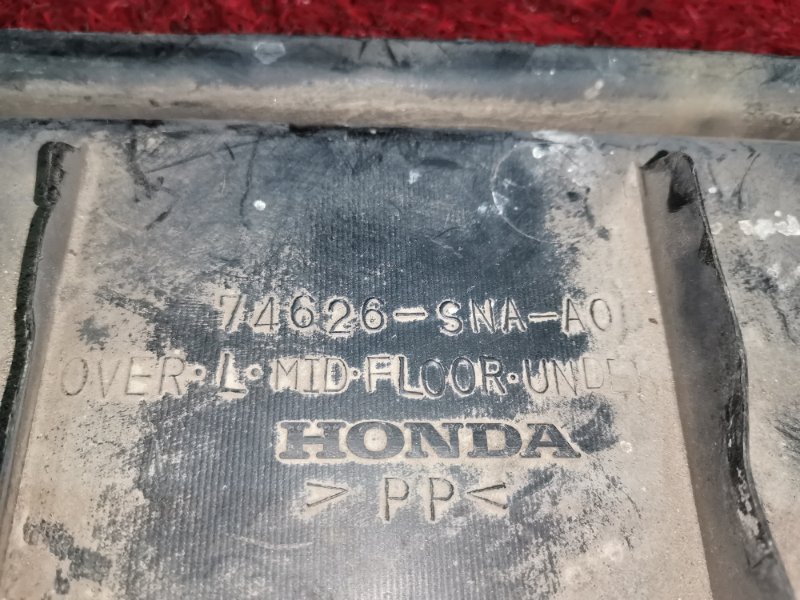 74626-SNA-A0
OVER·L·MID·FLOOR·UNDE
HONDA
>PP<